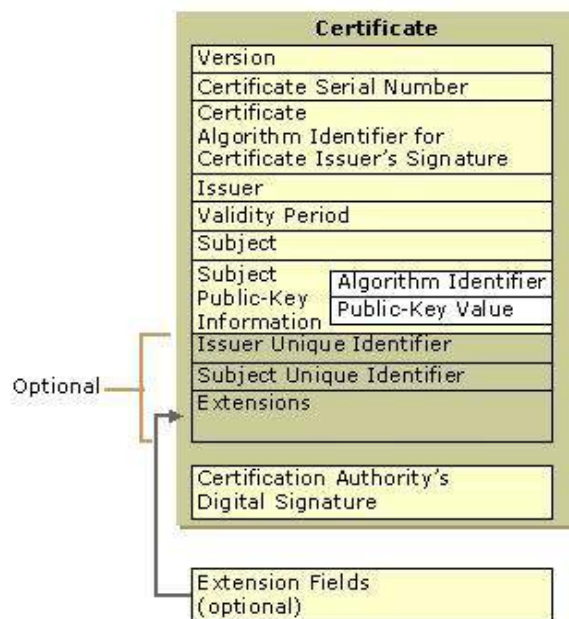 Certificate
Version
Certificate Serial Number
Certificate
Algorithm Identifier for
Certificate Issuer's Signature
Issuer
Validity Period
Subject
Subject
Public-Key
Information
Algorithm Identifier
Public-Key Value
Issuer Unique Identifier
Optional
Subject Unique Identifier
Extensions
Certification Authority's
Digital Signature
Extension Fields
(optional)